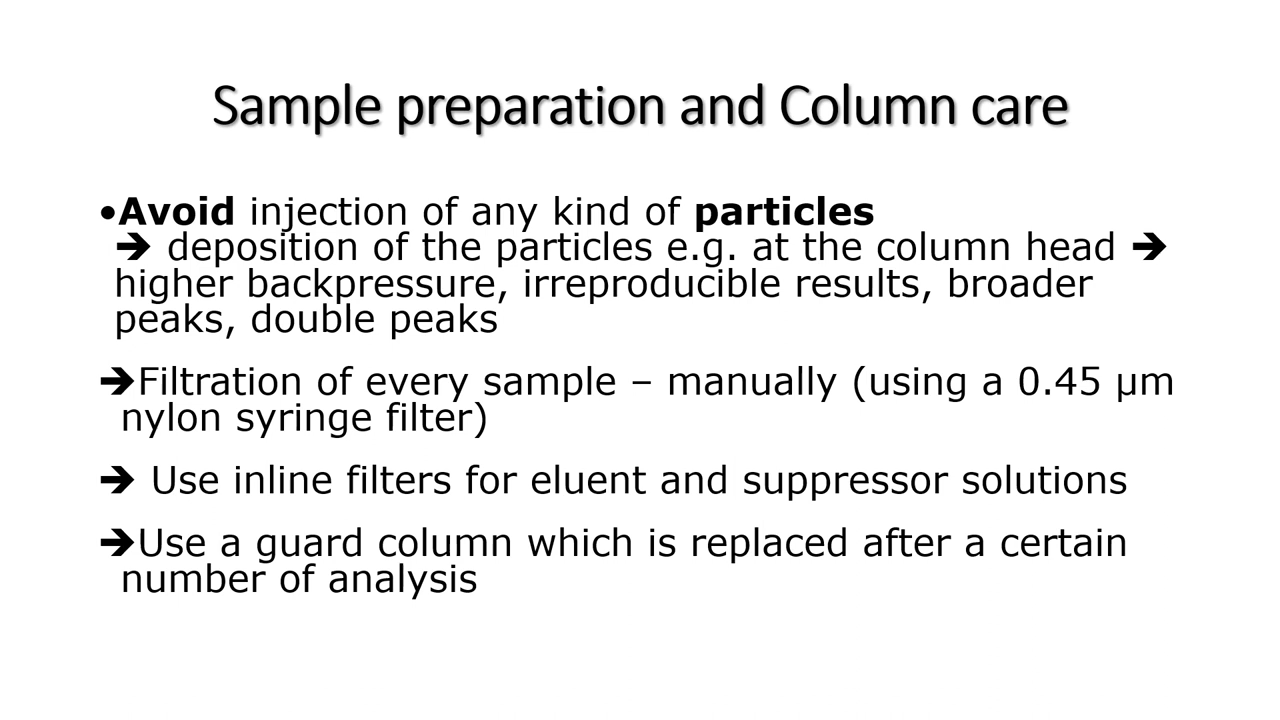 Sample preparation and Column care
•Avoid injection of any kind of particles
➔ deposition of the particles e.g. at the column head ➔
higher backpressure, irreproducible results, broader
peaks, double peaks
➔Filtration of every sample – manually (using a 0.45 µm
nylon syringe filter)
➔ Use inline filters for eluent and suppressor solutions
➔Use a guard column which is replaced after a certain
number of analysis